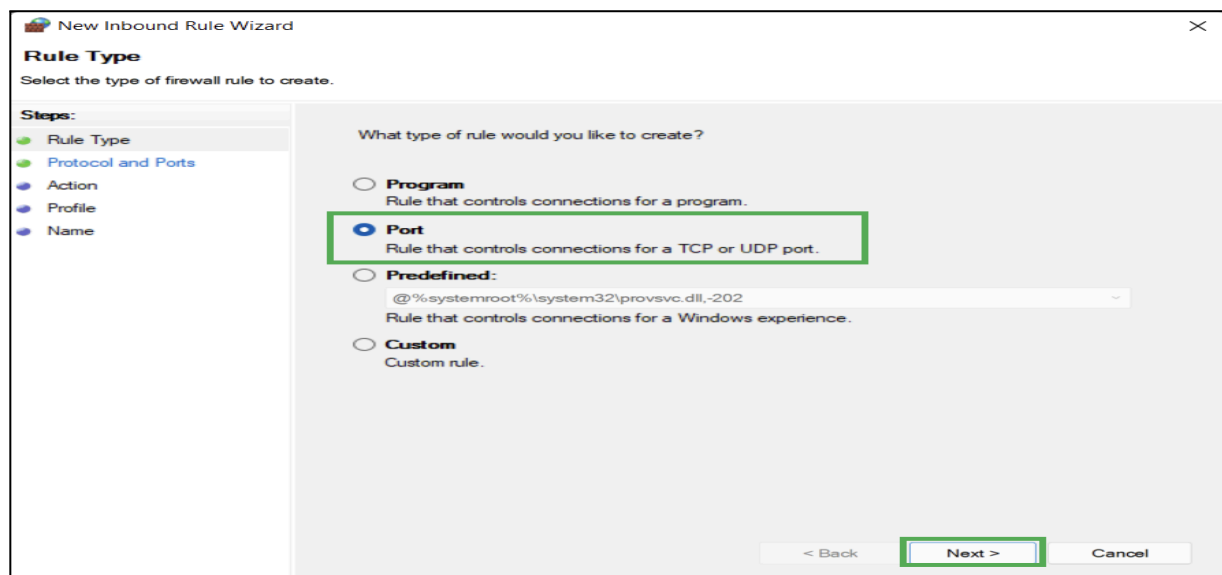 New Inbound Rule Wizard
Rule Type
Select the type of firewall rule to create.
Steps:
Rule Type
Protocol and Ports
Action
Profile
Name
What type of rule would you like to create?
Program
Rule that controls connections for a program.
Port
Rule that controls connections for a TCP or UDP port.
Predefined:
@%systemroot%\system32\provsvc.dll,-202
Rule that controls connections for a Windows experience.
Custom
Custom rule.
< Back Next > Cancel